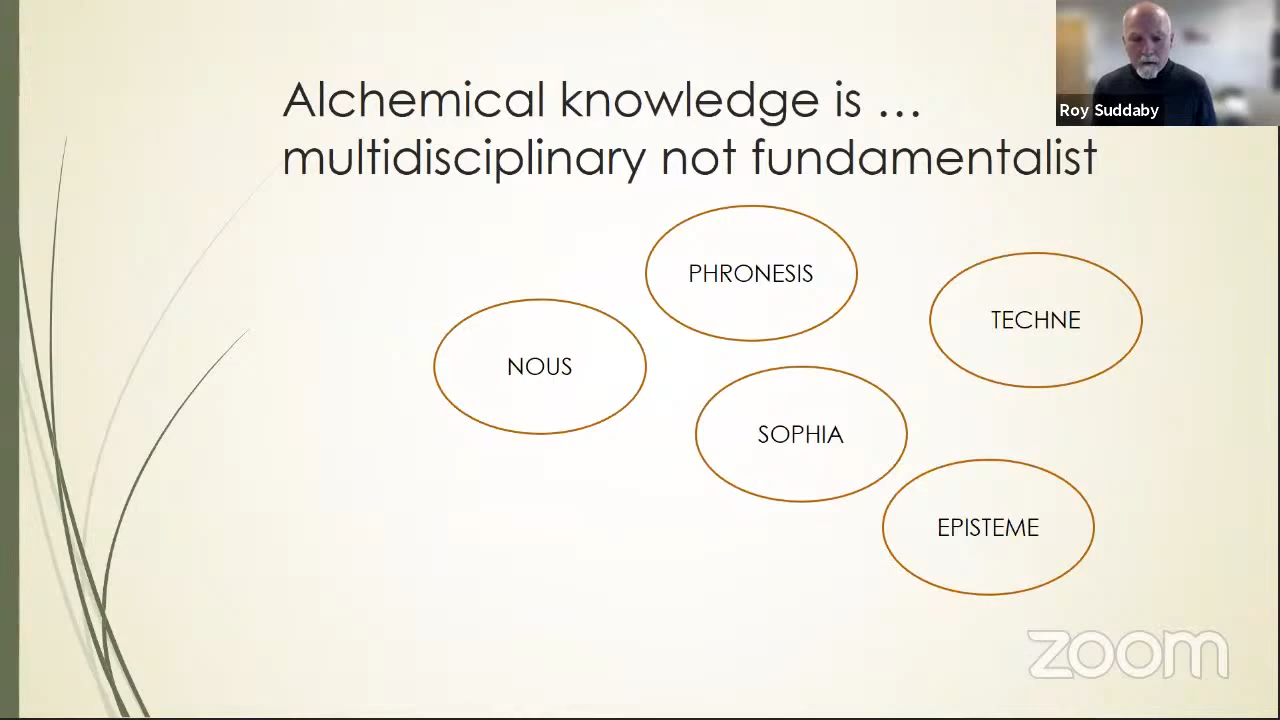 Alchemical knowledge is …
multidisciplinary not fundamentalist
Roy Suddaby
PHRONESIS
TECHNE
NOUS
SOPHIA
EPISTEME
zoom